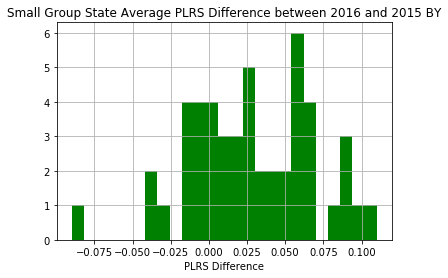 Small Group State Average PLRS Difference between 2016 and 2015 BY
6
5
4
3
2
1
0
−0.075 −0.050 −0.025 0.000 0.025 0.050 0.075 0.100
PLRS Difference